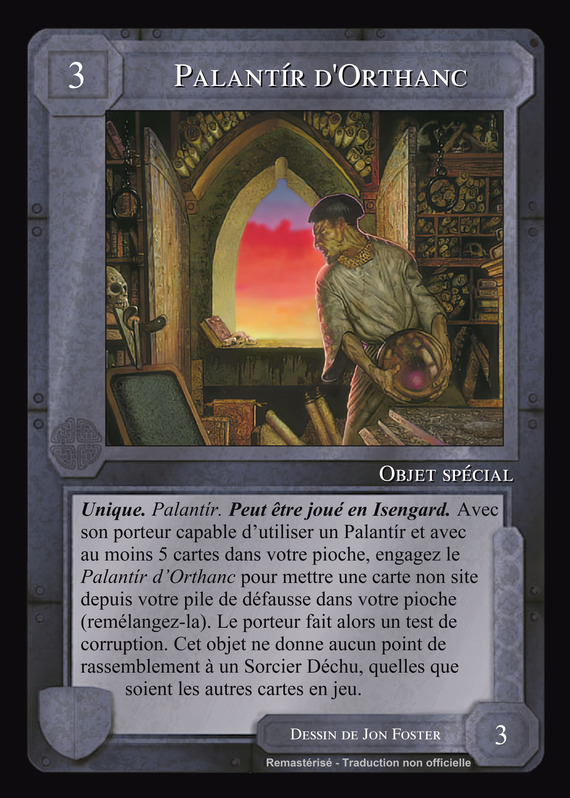 3
PALANTÍR D'ORTHANC
OBJET SPÉCIAL
Unique. Palantír. Peut être joué en Isengard. Avec
son porteur capable d’utiliser un Palantír et avec
au moins 5 cartes dans votre pioche, engagez le
Palantír d’Orthanc pour mettre une carte non site
depuis votre pile de défausse dans votre pioche
(remélangez-la). Le porteur fait alors un test de
corruption. Cet objet ne donne aucun point de
rassemblement à un Sorcier Déchu, quelles que
soient les autres cartes en jeu.
DESSIN DE JON FOSTER
3
Remastérisé - Traduction non officielle